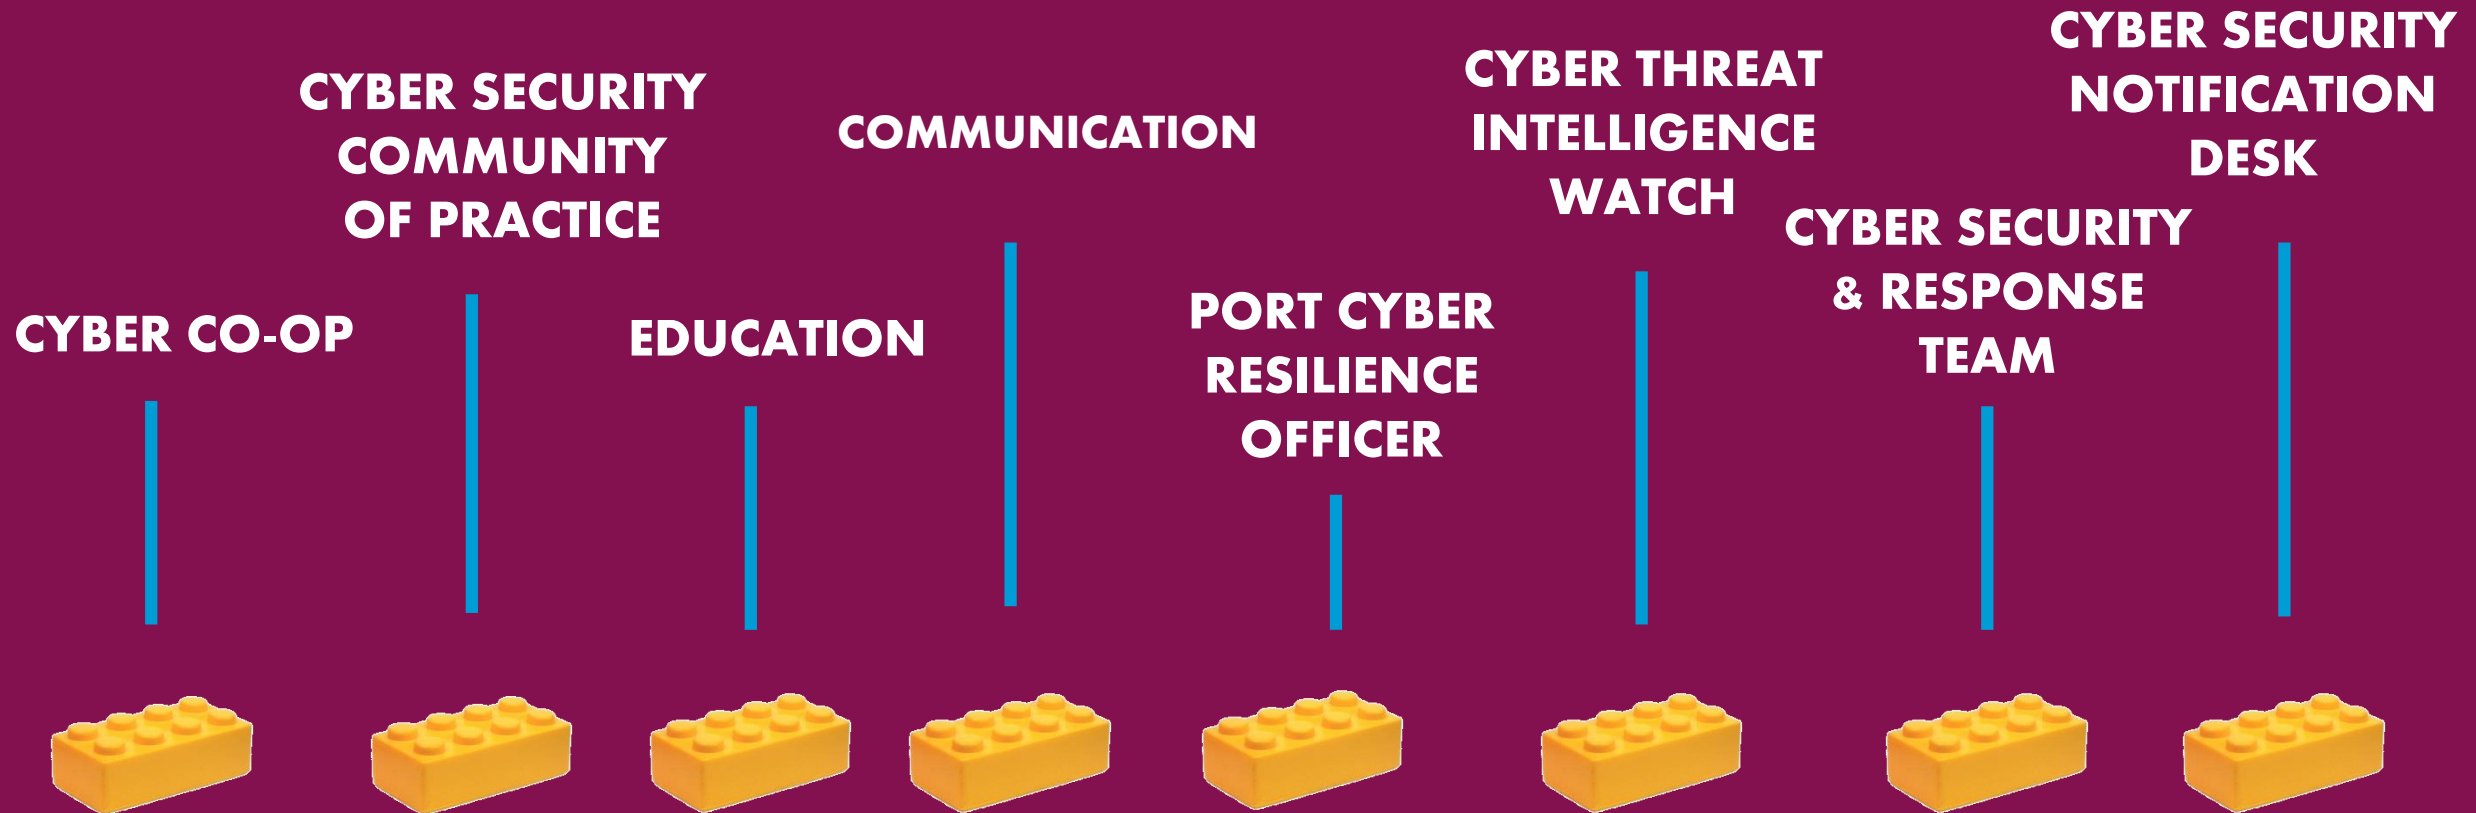 CYBER CO-OP
CYBER SECURITY
COMMUNITY
OF PRACTICE
EDUCATION
COMMUNICATION
PORT CYBER
RESILIENCE
OFFICER
CYBER THREAT
INTELLIGENCE
WATCH
CYBER SECURITY
& RESPONSE
TEAM
CYBER SECURITY
NOTIFICATION
DESK